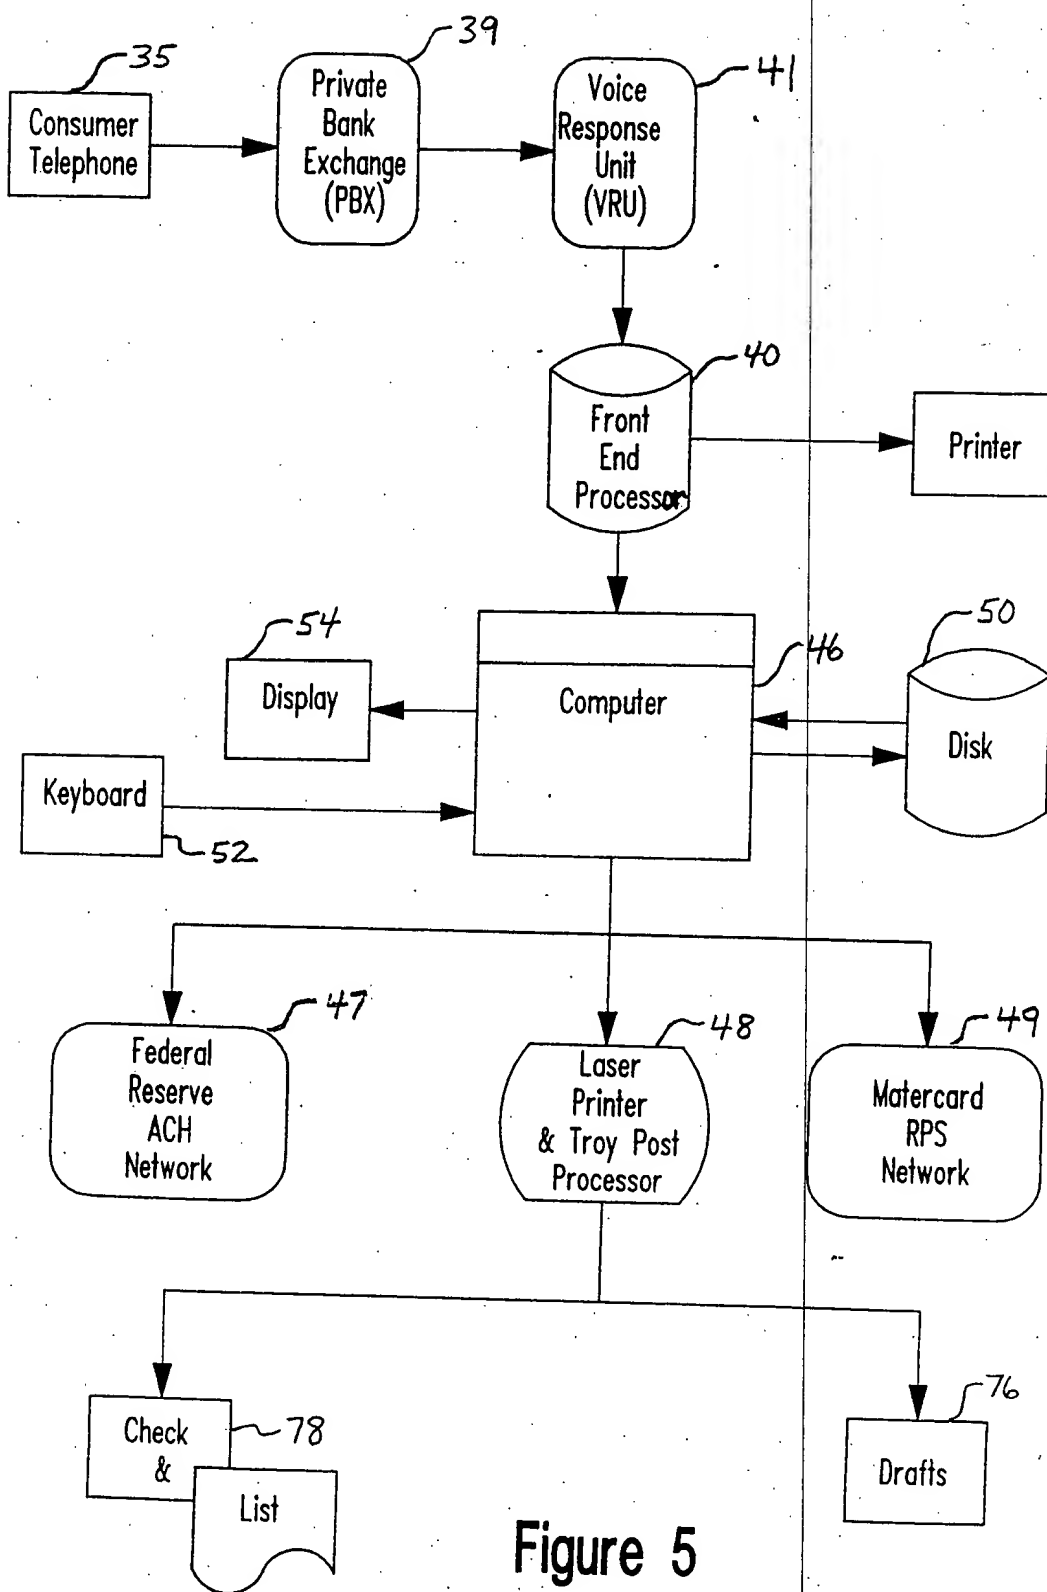 39
35
41
Consumer
Telephone
Private
Bank
Exchange
(PBX)
Voice
Response
Unit
(VRU)
40
Front
End
Processor
Printer
54
Display
Computer
46
50
Disk
Keyboard
52
47
Federal
Reserve
ACH
Network
48
Laser
Printer
& Troy Post
Processor
49
Matercard
RPS
Network
Check
&
78
List
76
Drafts
Figure 5